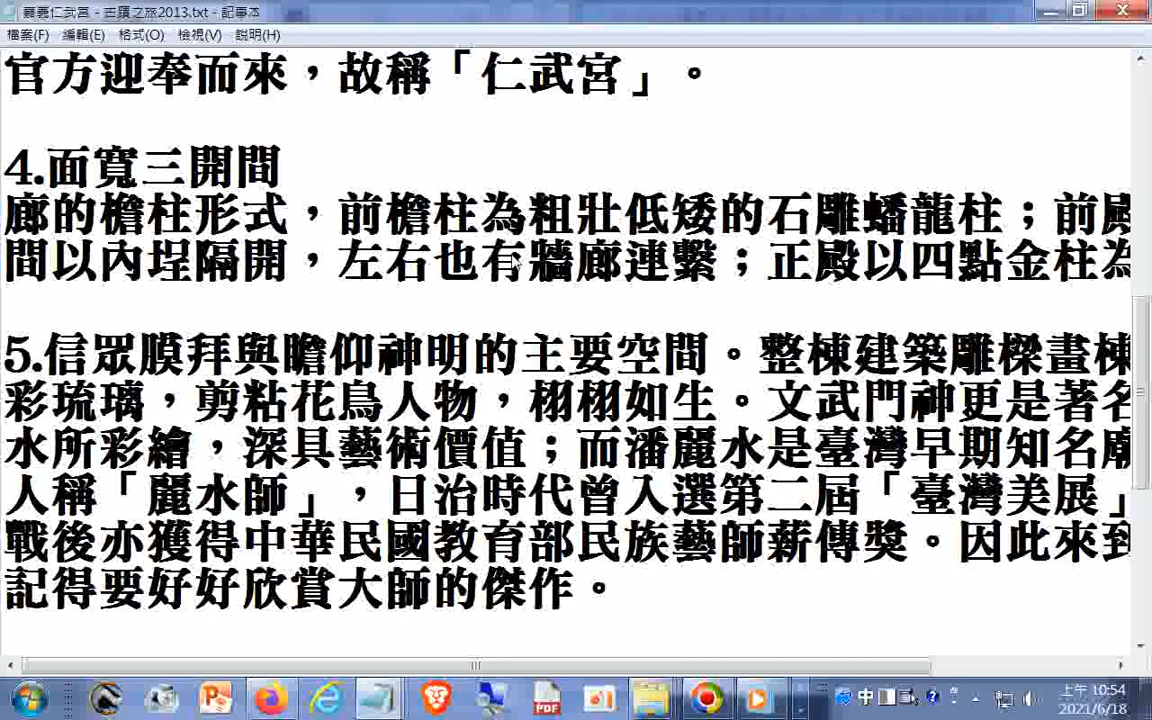 嘉義仁武宮 - 古蹟之旅2013.txt - 記事本
檔案(F) 編輯(E) 格式(O) 檢視(V) 說明(H)
官方迎奉而來，故稱「仁武宮」。
4.面寬三開間
廊的檐柱形式，前檐柱為粗壯低矮的石雕蟠龍柱；前殿
間以內埕隔開，左右也有牆廊連繫；正殿以四點金柱為
5.信眾膜拜與瞻仰神明的主要空間。整棟建築雕樑畫棟
彩琉璃，剪粘花鳥人物，栩栩如生。文武門神更是著名
水所彩繪，深具藝術價值；而潘麗水是臺灣早期知名廟
人稱「麗水師」，日治時代曾入選第二屆「臺灣美展」
戰後亦獲得中華民國教育部民族藝師薪傳獎。因此來到
記得要好好欣賞大師的傑作。
PDF
中
上午 10:54
2021/6/18